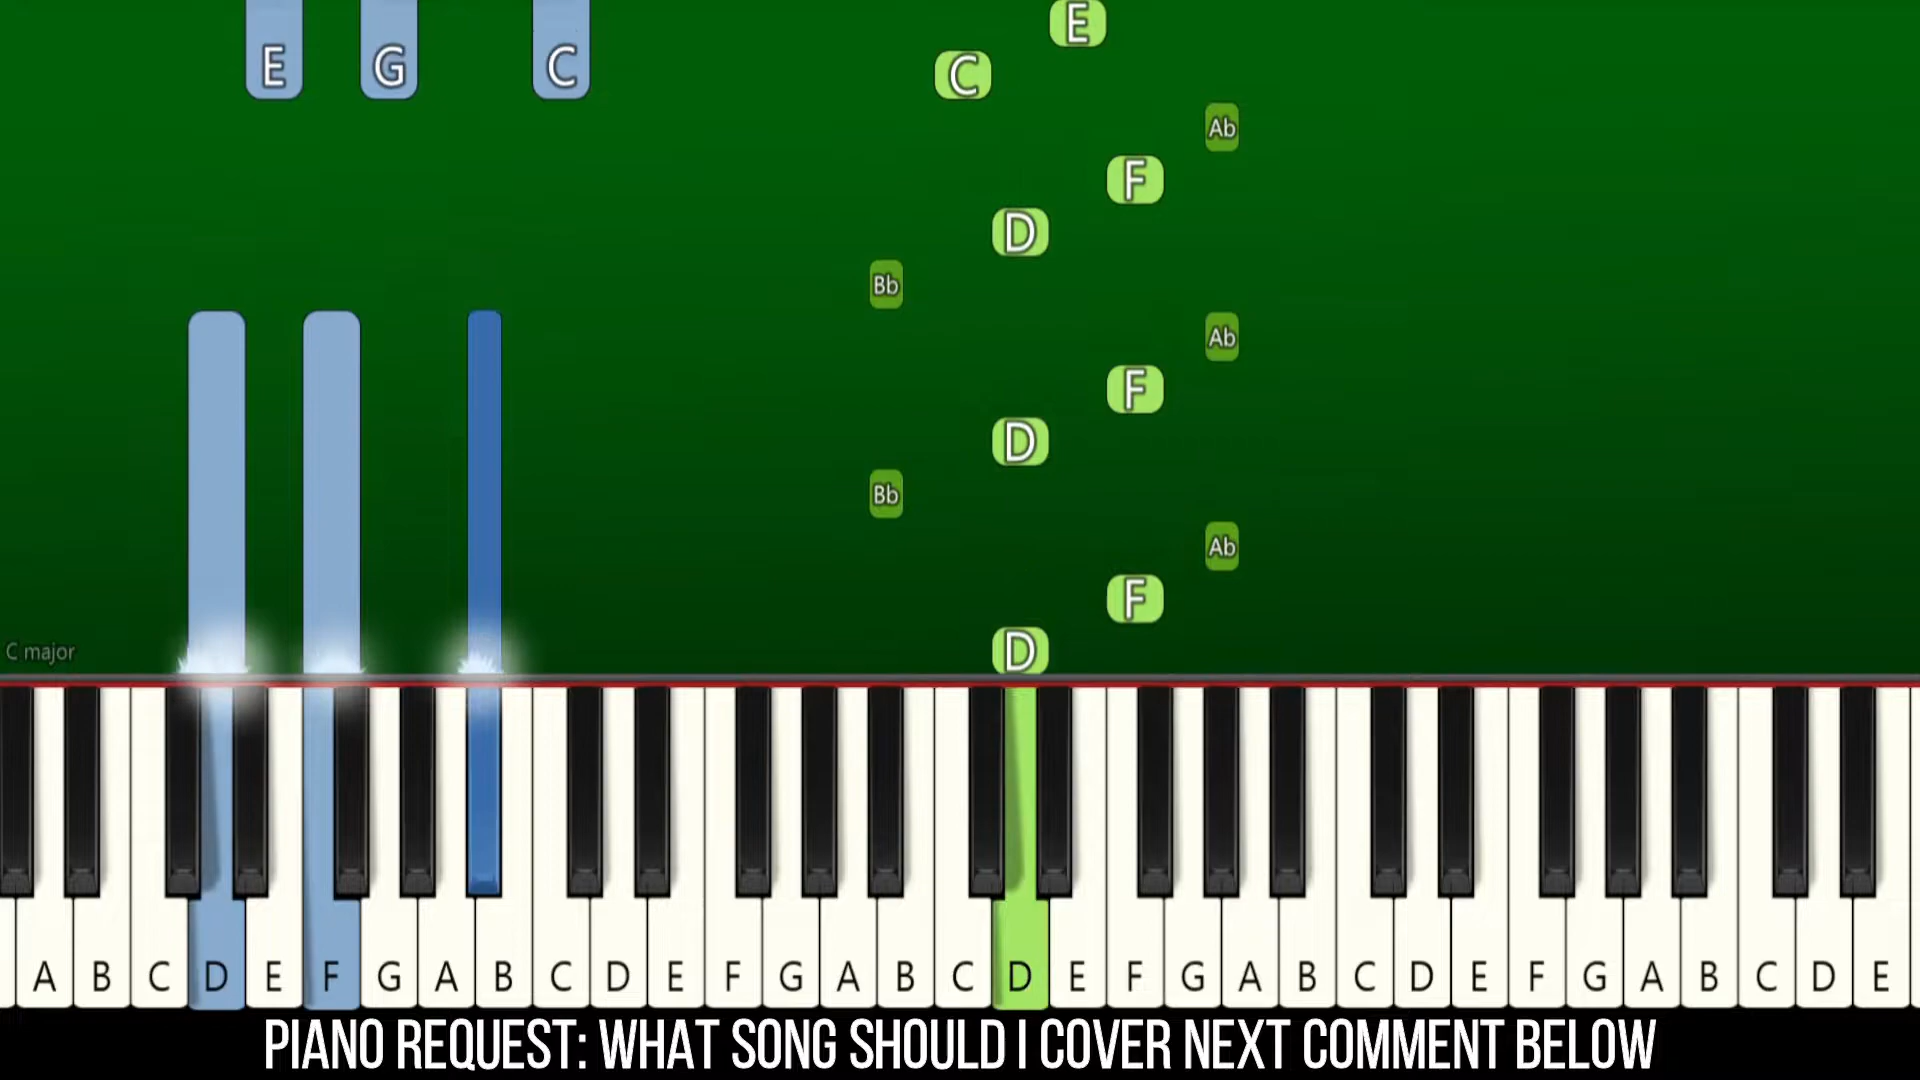 E
E G C C
Ab
F
D
Bb
Ab
F
D
Bb
Ab
F
C major D
A B C D E F G A B C D E F G A B C D E F G A B C D E F G A B C D E
PIANO REQUEST: WHAT SONG SHOULD I COVER NEXT COMMENT BELOW